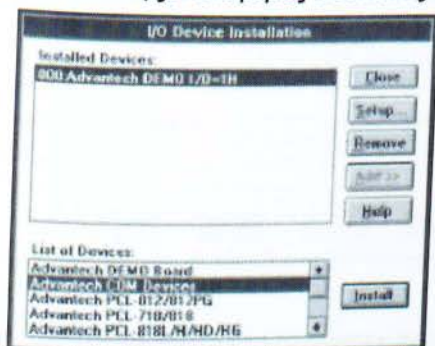 I/O Device Installation
Installed Devices:
000:Advantech DEMO I/O=1H
Close
Setup...
Remove
Add >>
Help
List of Devices:
Advantech DEMO Board
Advantech COM Devices
Advantech PCL-812/812PG
Advantech PCL-718/818
Advantech PCL-818L/H/HD/HG
Install